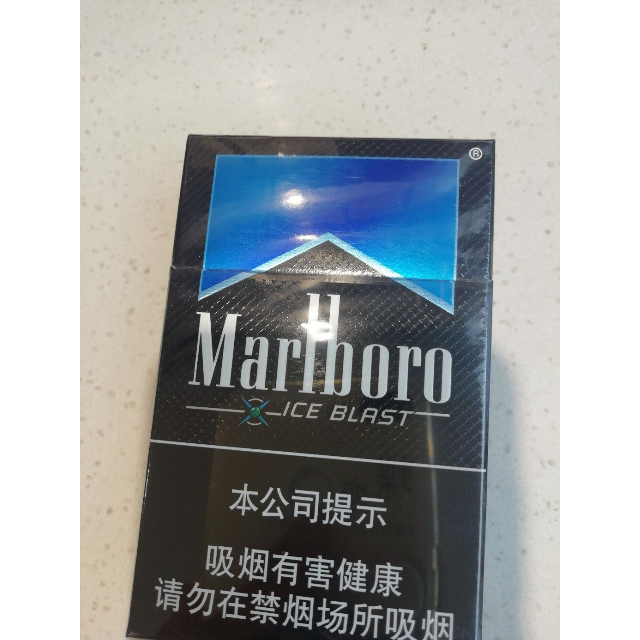 ®
Marlboro
ICE BLAST
本公司提示
吸烟有害健康
请勿在禁烟场所吸烟